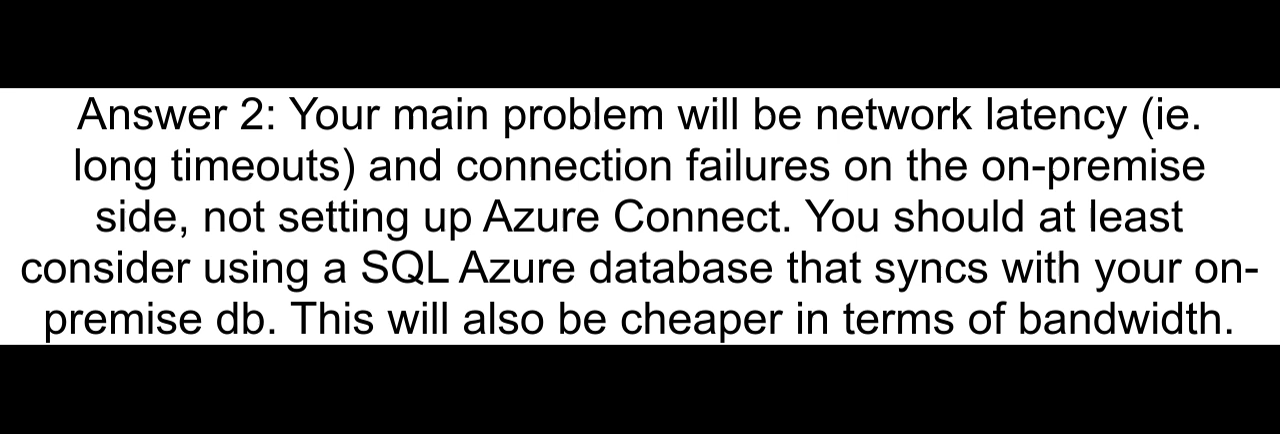 Answer 2: Your main problem will be network latency (ie.
long timeouts) and connection failures on the on-premise
side, not setting up Azure Connect. You should at least
consider using a SQL Azure database that syncs with your on-
premise db. This will also be cheaper in terms of bandwidth.